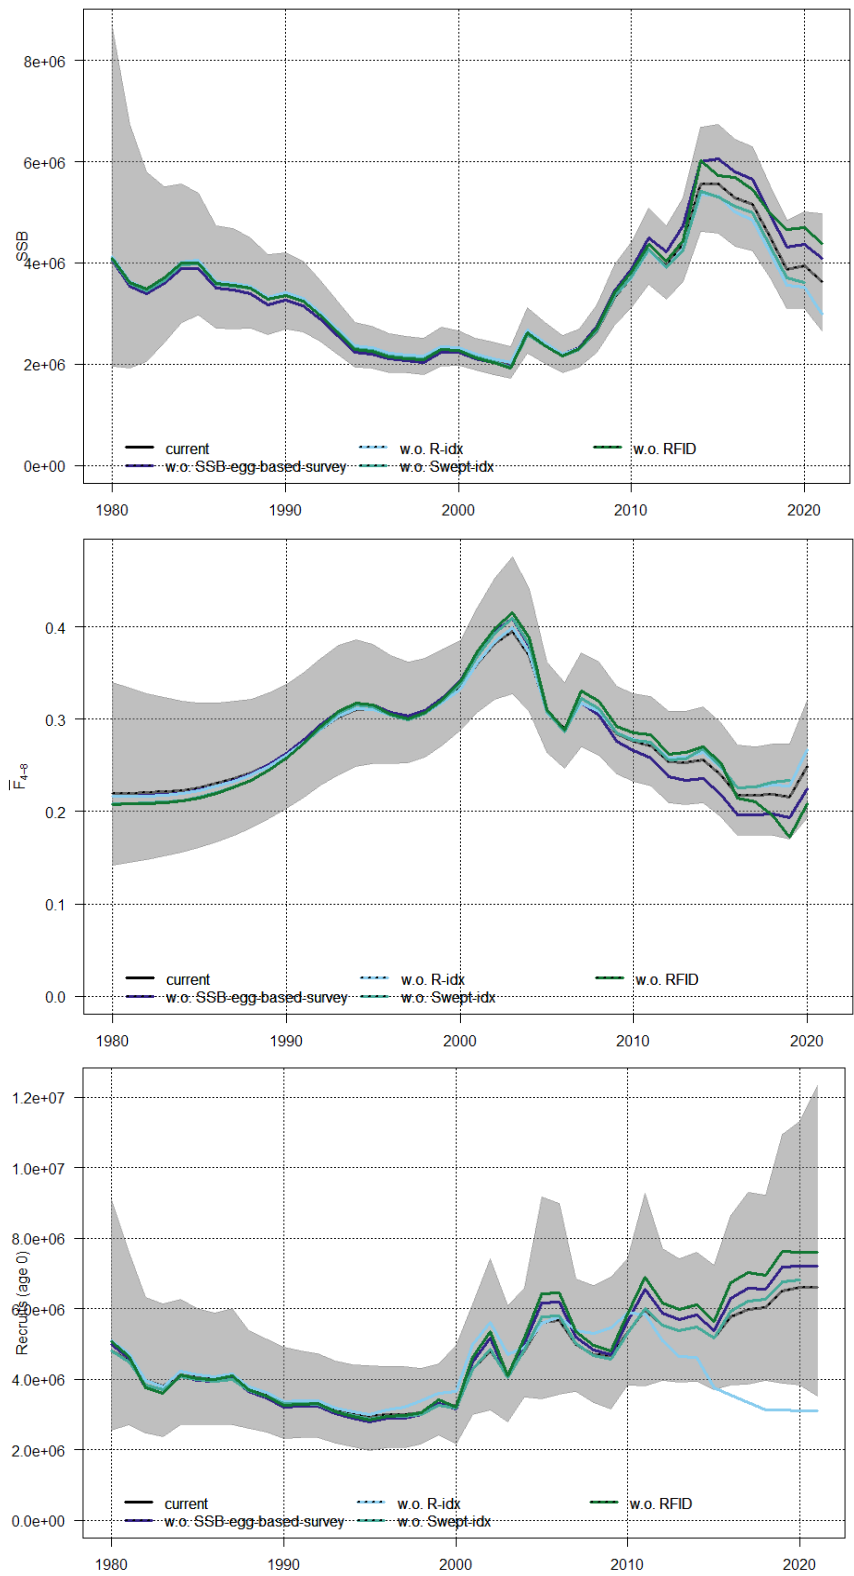 8e+06
6e+06
SSB
4e+06
2e+06
0e+00
current
w.o. R-idx
w.o. RFID
w.o. SSB-egg-based-survey
w.o. Swept-idx
1980 1990 2000 2010 2020
0.4
0.3
F̅4−8
0.2
0.1
0.0
current
w.o. R-idx
w.o. RFID
w.o. SSB-egg-based-survey
w.o. Swept-idx
1980 1990 2000 2010 2020
1.2e+07
1.0e+07
8.0e+06
Recruits (age 0)
6.0e+06
4.0e+06
2.0e+06
0.0e+00
current
w.o. R-idx
w.o. RFID
w.o. SSB-egg-based-survey
w.o. Swept-idx
1980 1990 2000 2010 2020